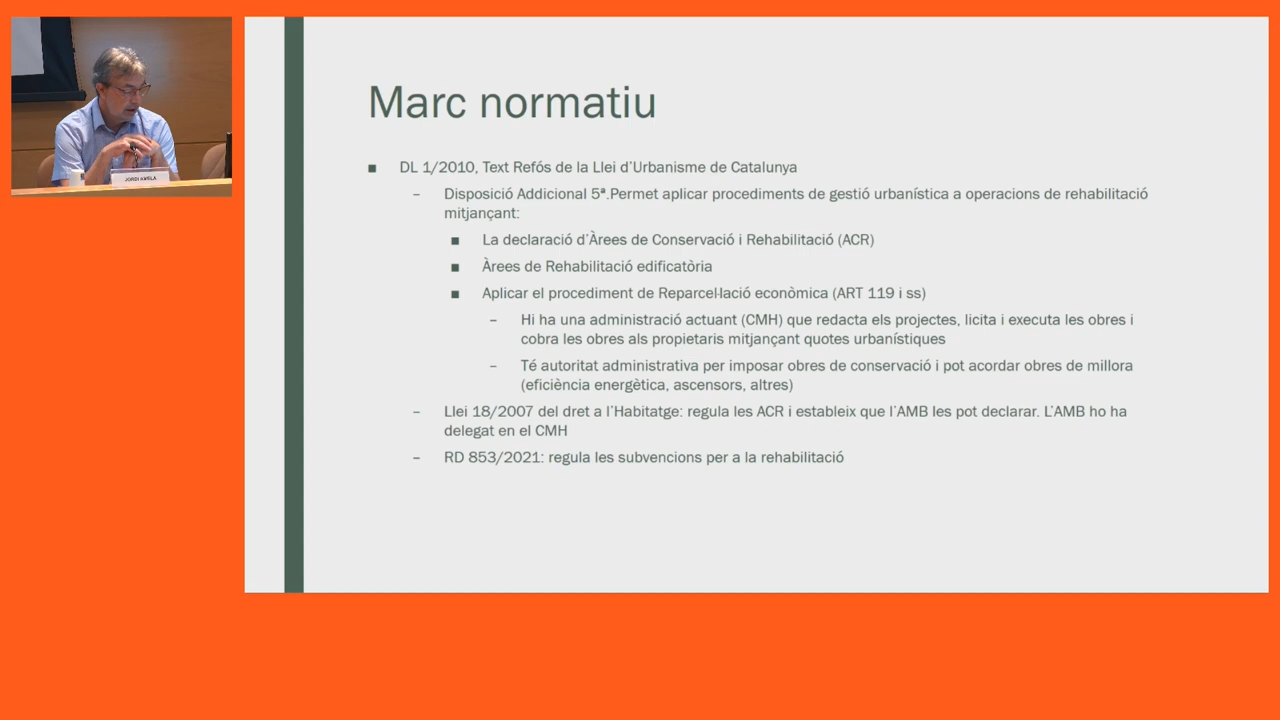 JORDI AMELA
Marc normatiu
■ DL 1/2010, Text Refós de la Llei d'Urbanisme de Catalunya
– Disposició Addicional 5ª.Permet aplicar procediments de gestió urbanística a operacions de rehabilitació
mitjançant:
■ La declaració d'Àrees de Conservació i Rehabilitació (ACR)
■ Àrees de Rehabilitació edificatòria
■ Aplicar el procediment de Reparcel·lació econòmica (ART 119 i ss)
– Hi ha una administració actuant (CMH) que redacta els projectes, licita i executa les obres i
cobra les obres als propietaris mitjançant quotes urbanístiques
– Té autoritat administrativa per imposar obres de conservació i pot acordar obres de millora
(eficiència energètica, ascensors, altres)
– Llei 18/2007 del dret a l'Habitatge: regula les ACR i estableix que l'AMB les pot declarar. L'AMB ho ha
delegat en el CMH
– RD 853/2021: regula les subvencions per a la rehabilitació